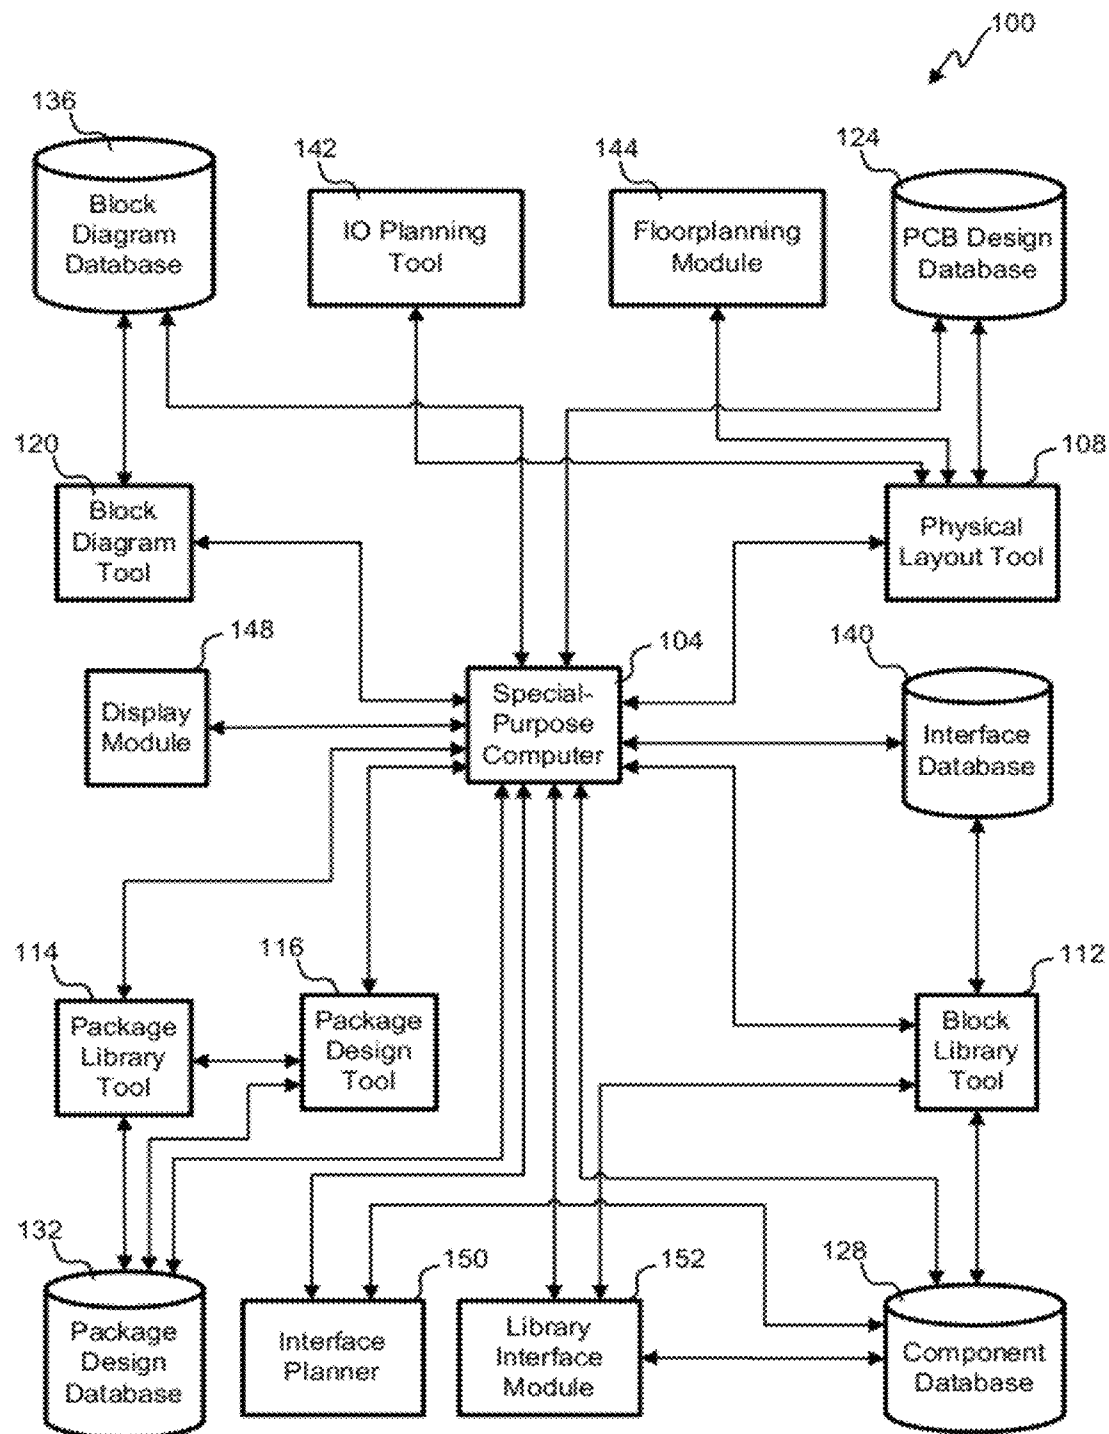 100
136
Block
Diagram
Database
142
IO Planning
Tool
144
Floorplanning
Module
124
PCB Design
Database
120
Block
Diagram
Tool
108
Physical
Layout Tool
148
Display
Module
104
Special-
Purpose
Computer
140
Interface
Database
114
Package
Library
Tool
116
Package
Design
Tool
112
Block
Library
Tool
132
Package
Design
Database
150
Interface
Planner
152
Library
Interface
Module
128
Component
Database